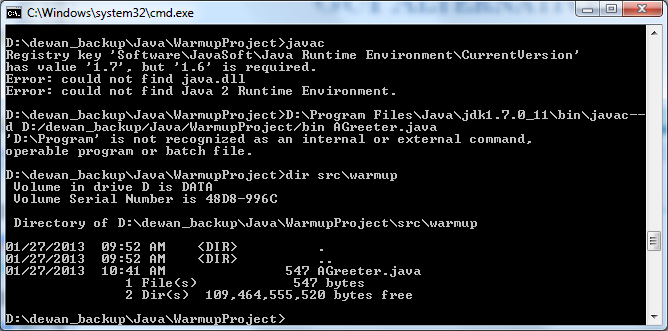 C:\Windows\system32\cmd.exe
D:\dewan_backup\Java\WarmupProject>javac
Registry key 'Software\JavaSoft\Java Runtime Environment\CurrentVersion'
has value '1.7', but '1.6' is required.
Error: could not find java.dll
Error: could not find Java 2 Runtime Environment.
D:\dewan_backup\Java\WarmupProject>D:\Program Files\Java\jdk1.7.0_11\bin\javac--
d D:/dewan_backup/Java/WarmupProject/bin AGreeter.java
'D:\Program' is not recognized as an internal or external command,
operable program or batch file.
D:\dewan_backup\Java\WarmupProject>dir src\warmup
Volume in drive D is DATA
Volume Serial Number is 48D8-996C
Directory of D:\dewan_backup\Java\WarmupProject\src\warmup
01/27/2013  09:52 AM    <DIR>          .
01/27/2013  09:52 AM    <DIR>          ..
01/27/2013  10:41 AM               547 AGreeter.java
1 File(s)            547 bytes
2 Dir(s)  109,464,555,520 bytes free
D:\dewan_backup\Java\WarmupProject>